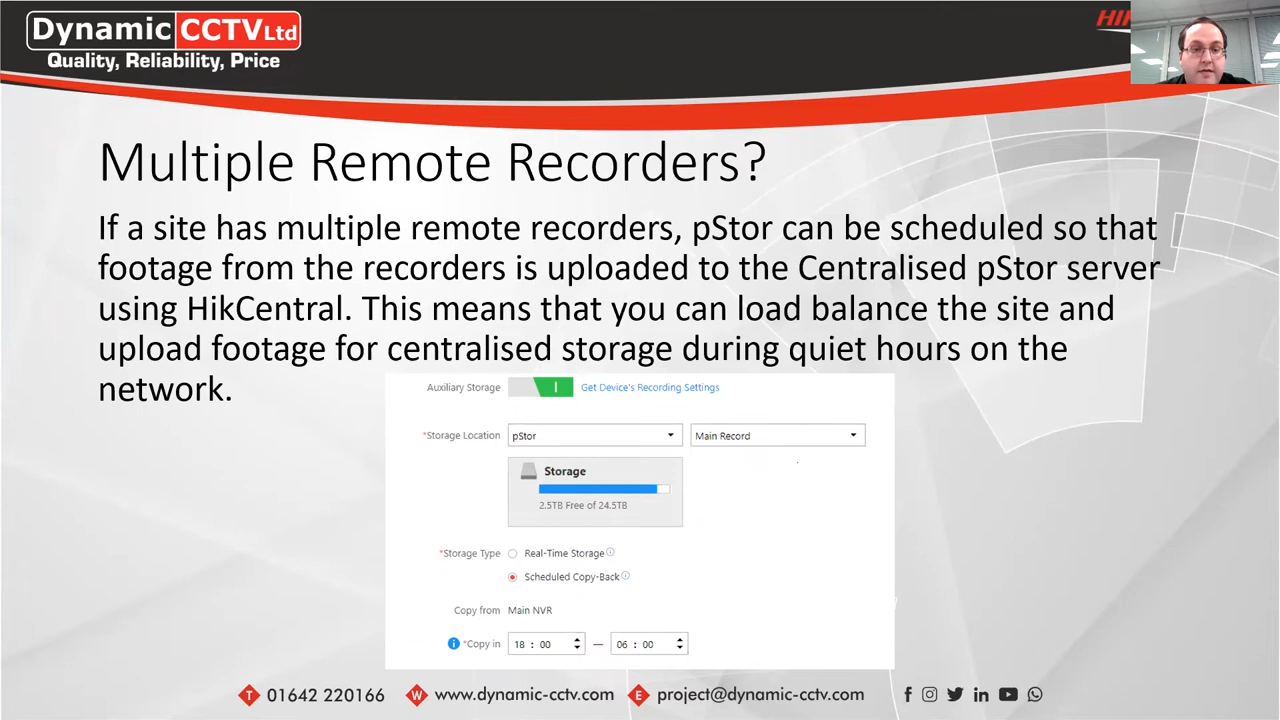 Dynamic CCTV Ltd
Quality, Reliability, Price
Multiple Remote Recorders?
If a site has multiple remote recorders, pStor can be scheduled so that
footage from the recorders is uploaded to the Centralised pStor server
using HikCentral. This means that you can load balance the site and
upload footage for centralised storage during quiet hours on the
network.
Auxiliary Storage Get Device's Recording Settings
*Storage Location pStor Main Record
Storage
2.5TB Free of 24.5TB
*Storage Type Real-Time Storage
Scheduled Copy-Back
Copy from Main NVR
*Copy in 18 : 00 — 06 : 00
T 01642 220166 W www.dynamic-cctv.com E project@dynamic-cctv.com